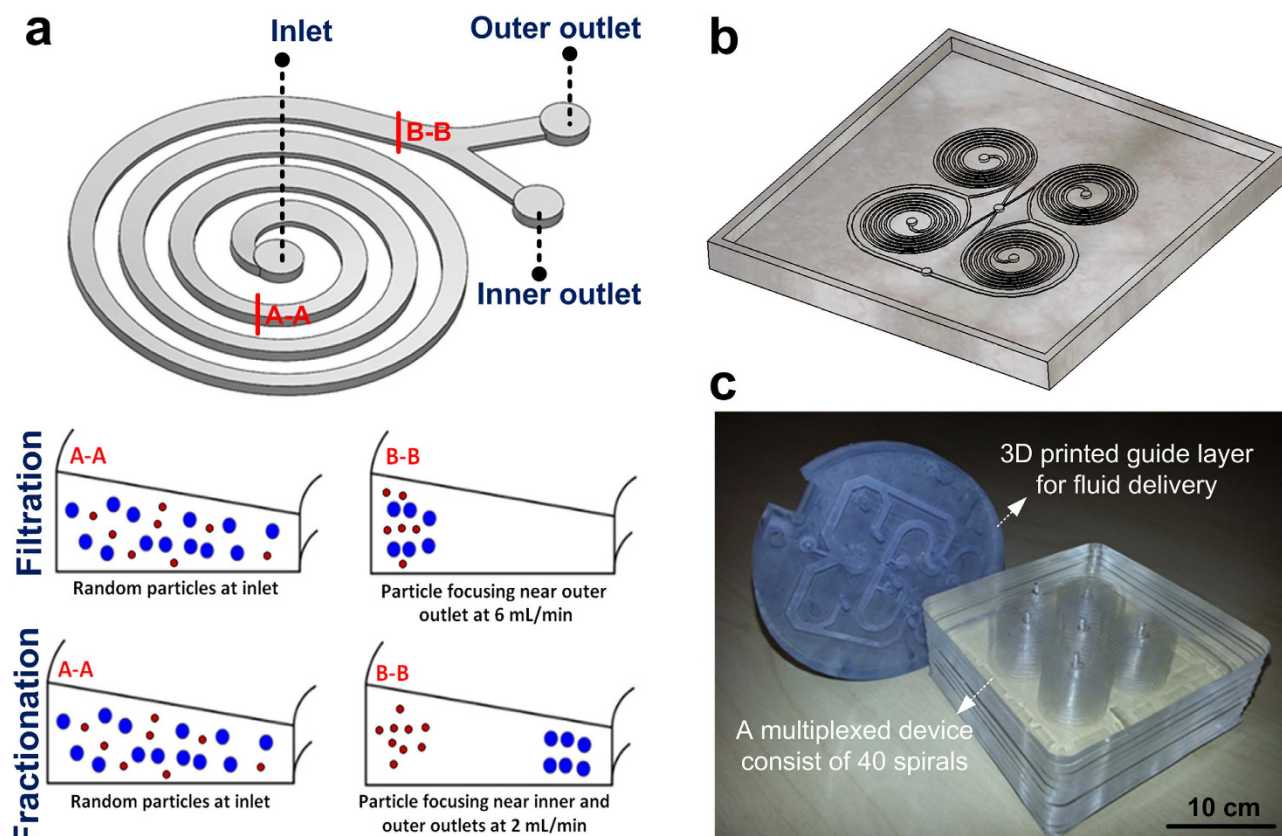 a
Inlet
Outer outlet
B-B
Inner outlet
A-A
b
Filtration
A-A
Random particles at inlet
B-B
Particle focusing near outer
outlet at 6 mL/min
Fractionation
A-A
Random particles at inlet
B-B
Particle focusing near inner and
outer outlets at 2 mL/min
c
3D printed guide layer
for fluid delivery
A multiplexed device
consist of 40 spirals
10 cm